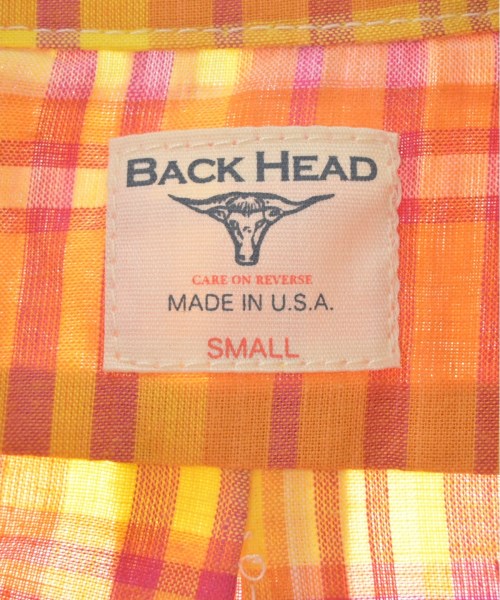 BACK HEAD
CARE ON REVERSE
MADE IN U.S.A.
SMALL